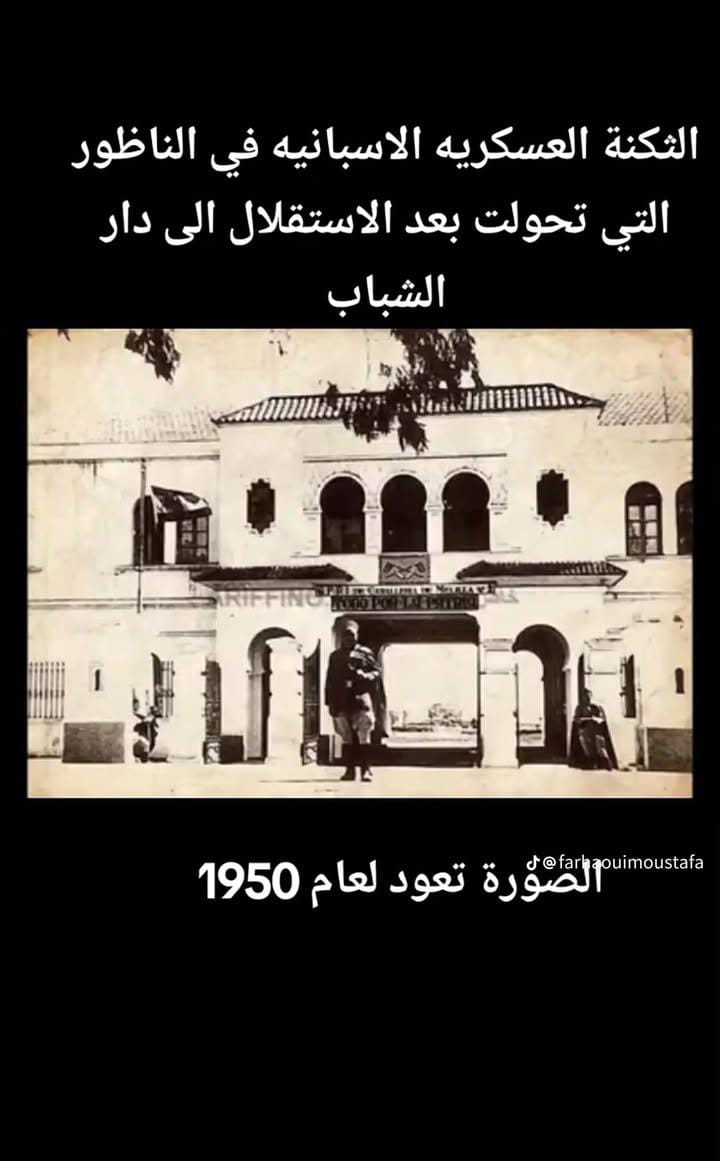 الثكنة العسكريه الاسبانيه في الناظور
التي تحولت بعد الاستقلال الى دار
الشباب
TODO POR LA PATRIA
@farhaouimoustafa
الصورة تعود لعام 1950